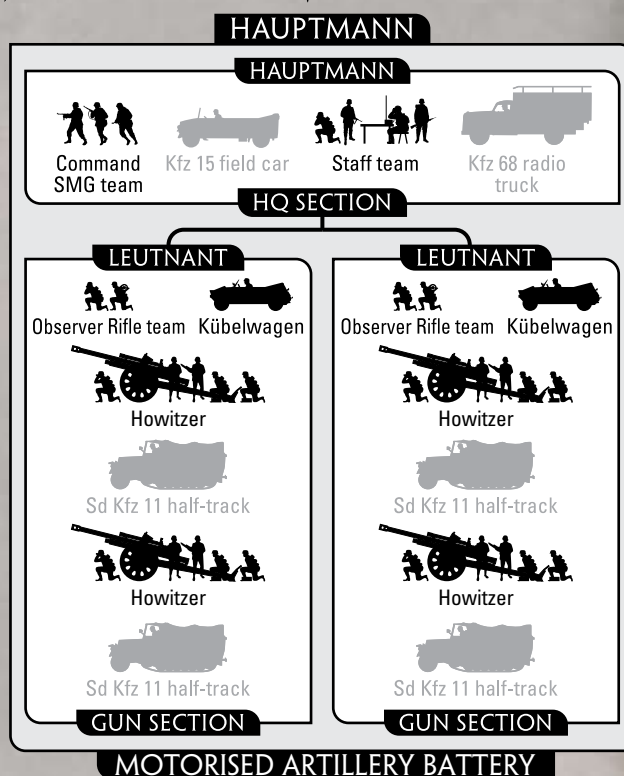 HAUPTMANN
HAUPTMANN
Command
SMG team
Kfz 15 field car
Staff team
Kfz 68 radio
truck
HQ SECTION
LEUTNANT
Observer Rifle team
Kübelwagen
Howitzer
Sd Kfz 11 half-track
Howitzer
Sd Kfz 11 half-track
GUN SECTION
LEUTNANT
Observer Rifle team
Kübelwagen
Howitzer
Sd Kfz 11 half-track
Howitzer
Sd Kfz 11 half-track
GUN SECTION
MOTORISED ARTILLERY BATTERY